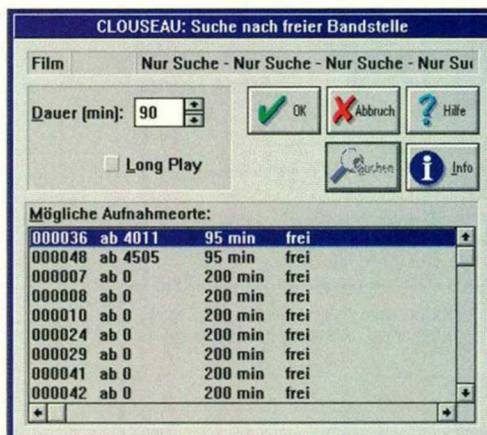 CLOUSEAU: Suche nach freier Bandstelle
Film Nur Suche - Nur Suche - Nur Suche - Nur Su
Dauer (min): 90
OK Abbruch Hilfe
Long Play
Suchen Info
Mögliche Aufnahmeorte:
000036 ab 4011 95 min frei
000048 ab 4505 95 min frei
000007 ab 0 200 min frei
000008 ab 0 200 min frei
000010 ab 0 200 min frei
000024 ab 0 200 min frei
000029 ab 0 200 min frei
000041 ab 0 200 min frei
000042 ab 0 200 min frei